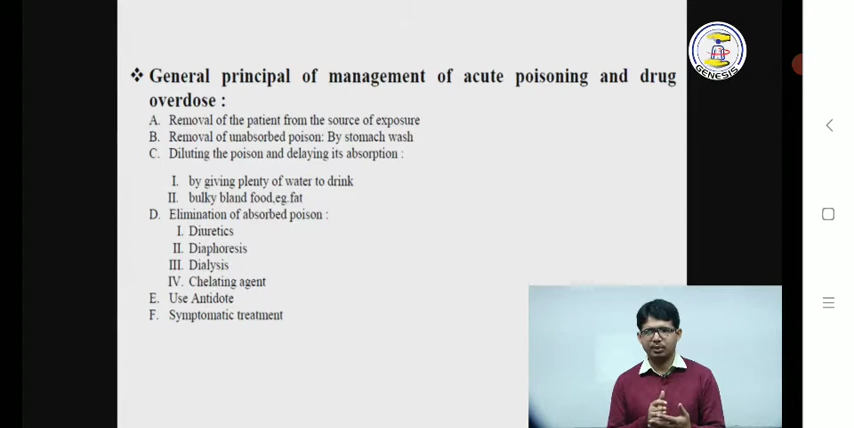 GENESIS
❖ General principal of management of acute poisoning and drug
overdose :
A. Removal of the patient from the source of exposure
B. Removal of unabsorbed poison: By stomach wash
C. Diluting the poison and delaying its absorption :
I. by giving plenty of water to drink
II. bulky bland food,eg.fat
D. Elimination of absorbed poison :
I. Diuretics
II. Diaphoresis
III. Dialysis
IV. Chelating agent
E. Use Antidote
F. Symptomatic treatment